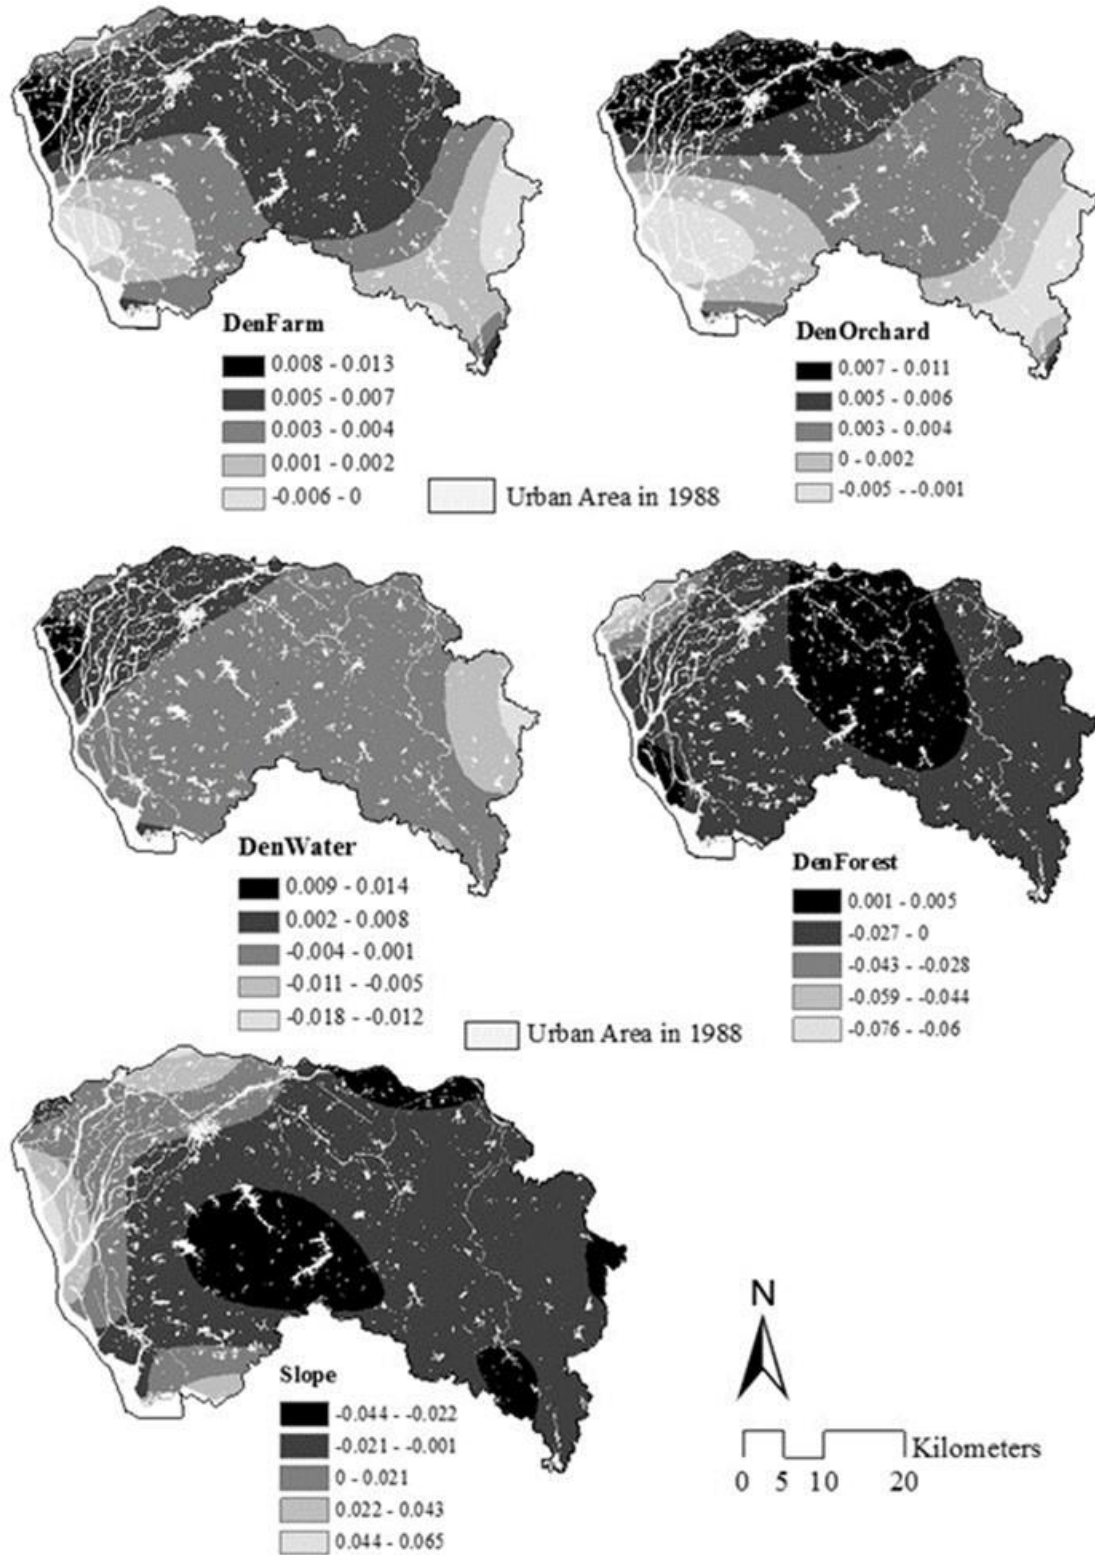 DenFarm
0.008 - 0.013
0.005 - 0.007
0.003 - 0.004
0.001 - 0.002
-0.006 - 0
DenOrchard
0.007 - 0.011
0.005 - 0.006
0.003 - 0.004
0 - 0.002
-0.005 - -0.001
Urban Area in 1988
DenWater
0.009 - 0.014
0.002 - 0.008
-0.004 - 0.001
-0.011 - -0.005
-0.018 - -0.012
DenForest
0.001 - 0.005
-0.027 - 0
-0.043 - -0.028
-0.059 - -0.044
-0.076 - -0.06
Urban Area in 1988
Slope
-0.044 - -0.022
-0.021 - -0.001
0 - 0.021
0.022 - 0.043
0.044 - 0.065
N
Kilometers
0 5 10 20